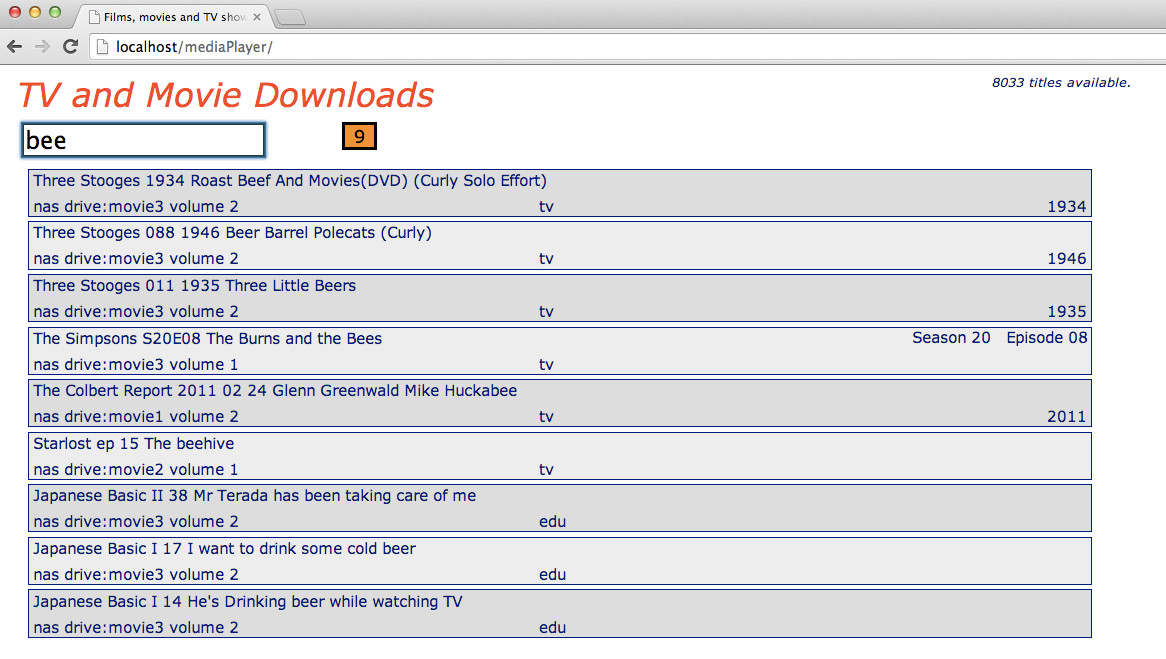 Films, movies and TV show
localhost/mediaPlayer/
8033 titles available.
TV and Movie Downloads
bee
9
Three Stooges 1934 Roast Beef And Movies(DVD) (Curly Solo Effort)
nas drive:movie3 volume 2 tv 1934
Three Stooges 088 1946 Beer Barrel Polecats (Curly)
nas drive:movie3 volume 2 tv 1946
Three Stooges 011 1935 Three Little Beers
nas drive:movie3 volume 2 tv 1935
The Simpsons S20E08 The Burns and the Bees Season 20 Episode 08
nas drive:movie3 volume 1 tv
The Colbert Report 2011 02 24 Glenn Greenwald Mike Huckabee
nas drive:movie1 volume 2 tv 2011
Starlost ep 15 The beehive
nas drive:movie2 volume 1 tv
Japanese Basic II 38 Mr Terada has been taking care of me
nas drive:movie3 volume 2 edu
Japanese Basic I 17 I want to drink some cold beer
nas drive:movie3 volume 2 edu
Japanese Basic I 14 He's Drinking beer while watching TV
nas drive:movie3 volume 2 edu